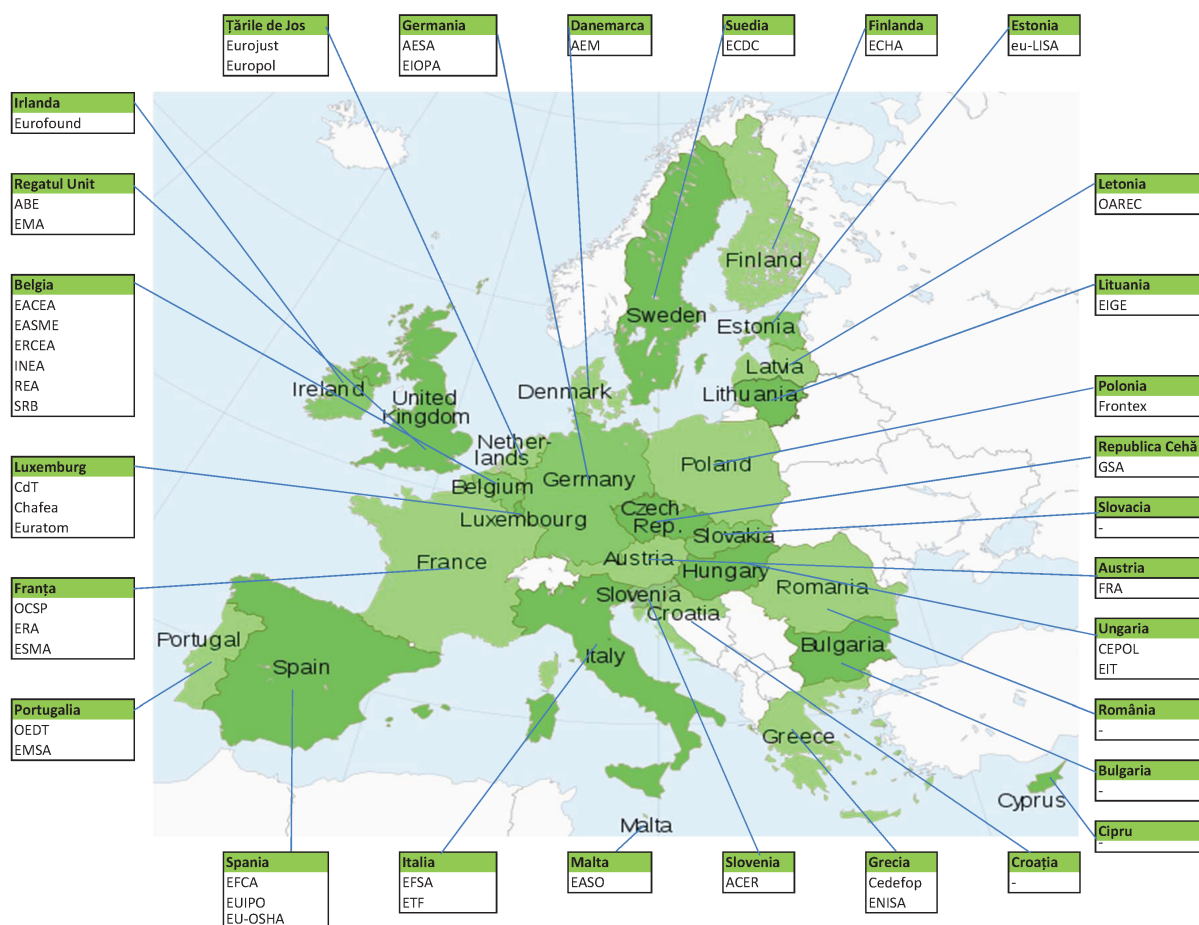 Țările de Jos
Eurojust
Europol
Germania
AESA
EIOPA
Danemarca
AEM
Suedia
ECDC
Finlanda
ECHA
Estonia
eu-LISA
Irlanda
Eurofound
Regatul Unit
ABE
EMA
Belgia
EACEA
EASME
ERCEA
INEA
REA
SRB
Luxemburg
CdT
Chafea
Euratom
Franța
OCSP
ERA
ESMA
Portugalia
OEDT
EMSA
Letonia
OAREC
Lituania
EIGE
Polonia
Frontex
Republica Cehă
GSA
Slovacia
-
Austria
FRA
Ungaria
CEPOL
EIT
România
-
Bulgaria
-
Cipru
-
Spania
EFCA
EUIPO
EU-OSHA
Italia
EFSA
ETF
Malta
EASO
Slovenia
ACER
Grecia
Cedefop
ENISA
Croația
-
Finland
Sweden
Estonia
Latvia
Lithuania
Denmark
Ireland
United
Kingdom
Nether-
lands
Belgium
Germany
Poland
Luxembourg
Czech
Rep.
Slovakia
France
Austria
Hungary
Romania
Slovenia
Croatia
Portugal
Spain
Italy
Bulgaria
Greece
Cyprus
Malta